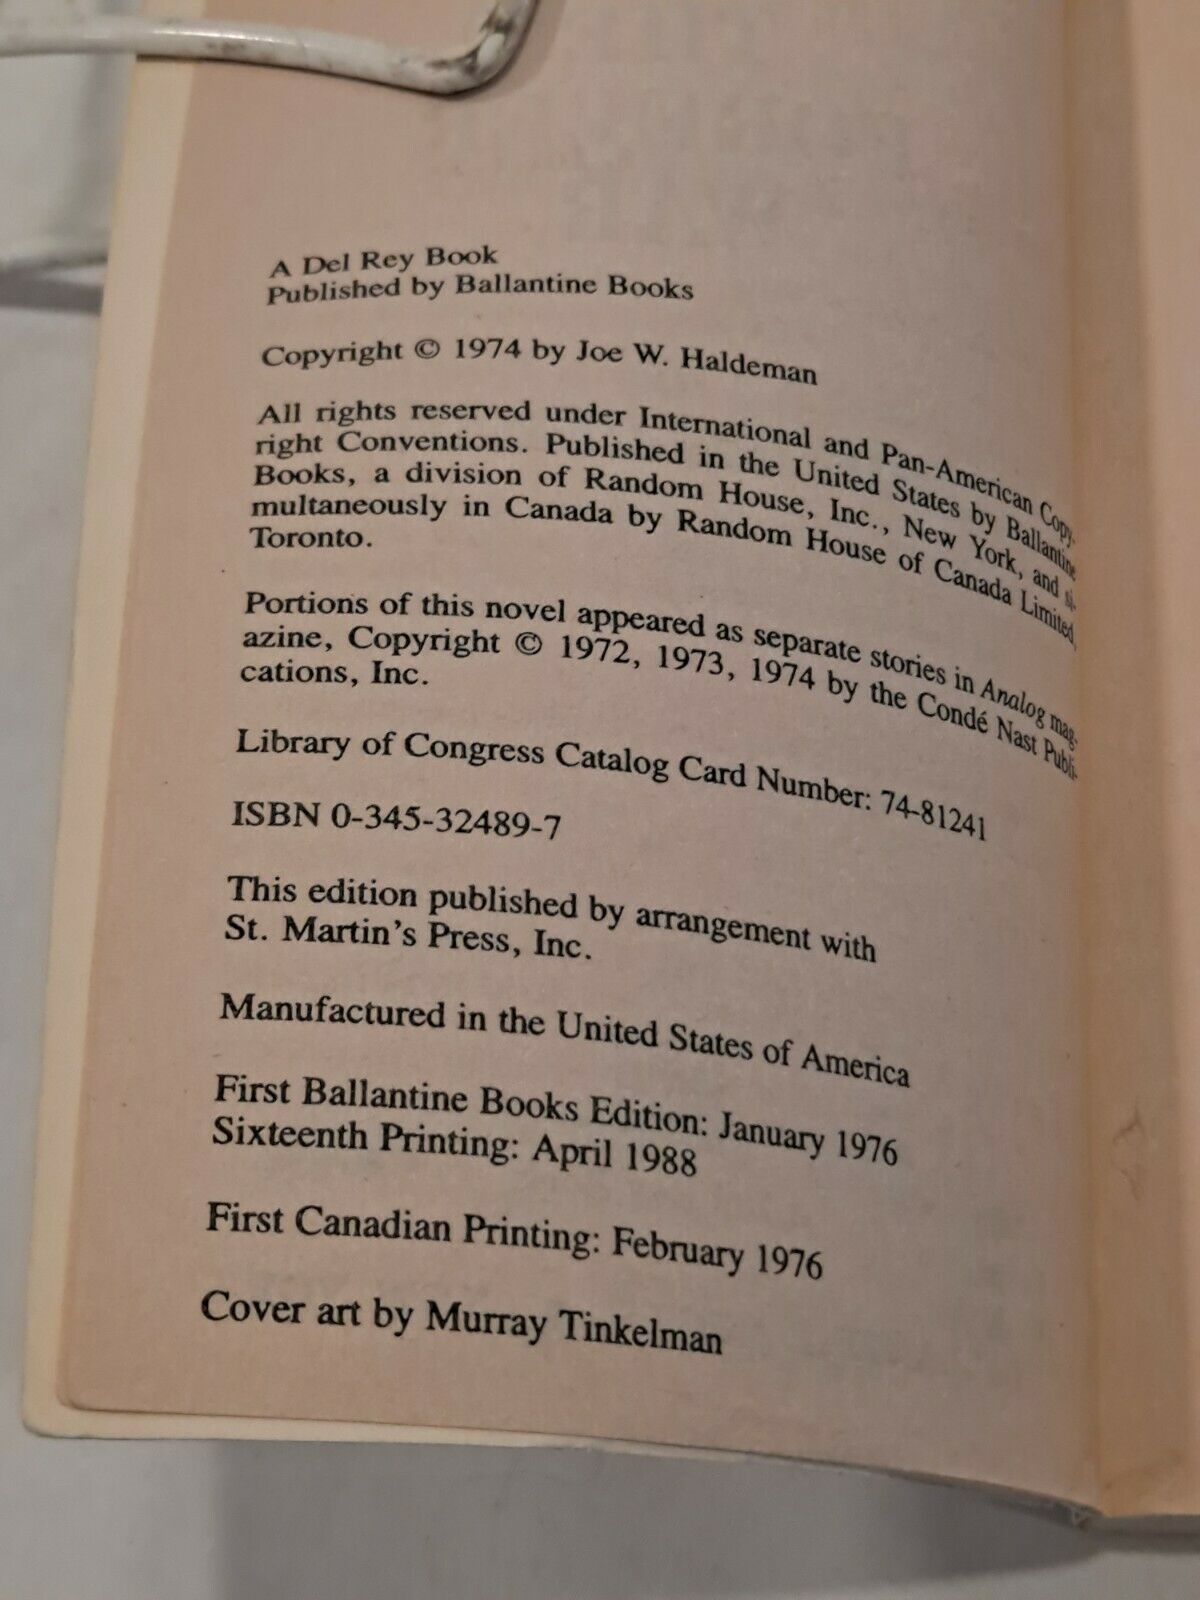 A Del Rey Book
Published by Ballantine Books
Copyright © 1974 by Joe W. Haldeman
All rights reserved under International and Pan-American Copy-
right Conventions. Published in the United States by Ballantine
Books, a division of Random House, Inc., New York, and si-
multaneously in Canada by Random House of Canada Limited,
Toronto.
Portions of this novel appeared as separate stories in Analog mag-
azine, Copyright © 1972, 1973, 1974 by the Condé Nast Publi-
cations, Inc.
Library of Congress Catalog Card Number: 74-81241
ISBN 0-345-32489-7
This edition published by arrangement with
St. Martin's Press, Inc.
Manufactured in the United States of America
First Ballantine Books Edition: January 1976
Sixteenth Printing: April 1988
First Canadian Printing: February 1976
Cover art by Murray Tinkelman